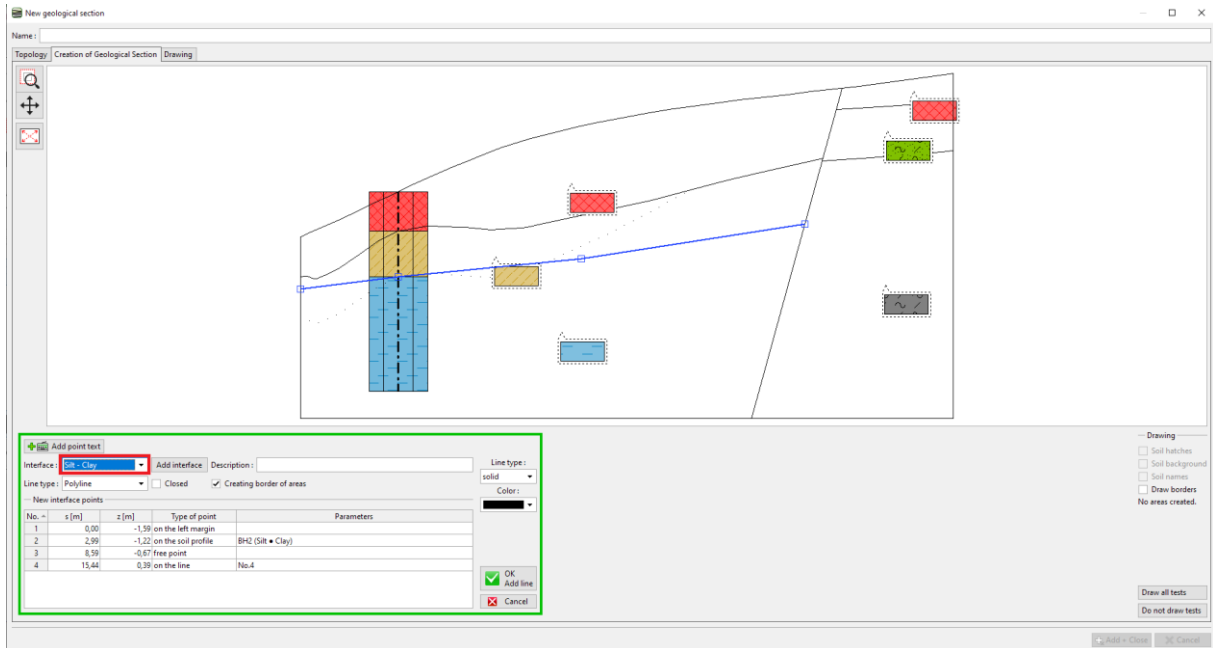 New geological section
Name :
Topology Creation of Geological Section Drawing
Add point text
Interface : Silt - Clay Add interface Description :
Line type : Polyline Closed Creating border of areas
New interface points
No. s [m] z [m] Type of point Parameters
1 0,00 -1,59 on the left margin
2 2,99 -1,22 on the soil profile BH2 (Silt ● Clay)
3 8,59 -0,67 free point
4 15,44 0,39 on the line No.4
Line type :
solid
Color :
OK
Add line
Cancel
Drawing
Soil hatches
Soil background
Soil names
Draw borders
No areas created.
Draw all tests
Do not draw tests
Add + Close Cancel